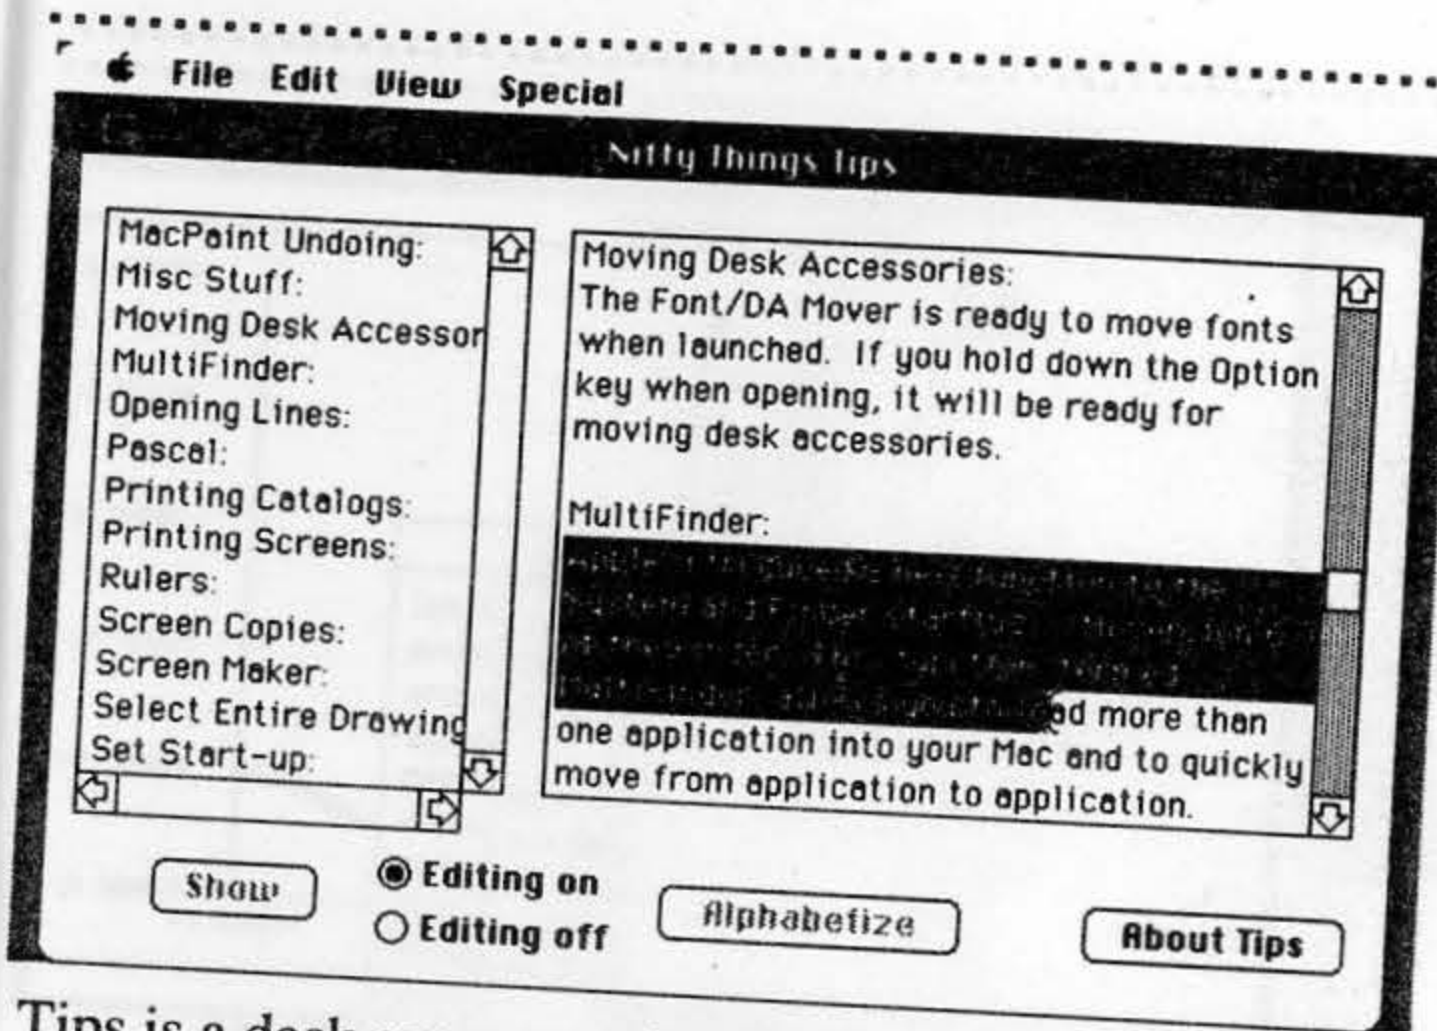 File Edit View Special
Nifty Things Tips
MacPaint Undoing:
Misc Stuff:
Moving Desk Accessor
MultiFinder:
Opening Lines:
Pascal:
Printing Catalogs:
Printing Screens:
Rulers:
Screen Copies:
Screen Maker:
Select Entire Drawing
Set Start-up:
Moving Desk Accessories:
The Font/DA Mover is ready to move fonts
when launched. If you hold down the Option
key when opening, it will be ready for
moving desk accessories.
MultiFinder:
ad more than
one application into your Mac and to quickly
move from application to application.
Show
Editing on
Editing off
Alphabetize
About Tips
Tips is a desk